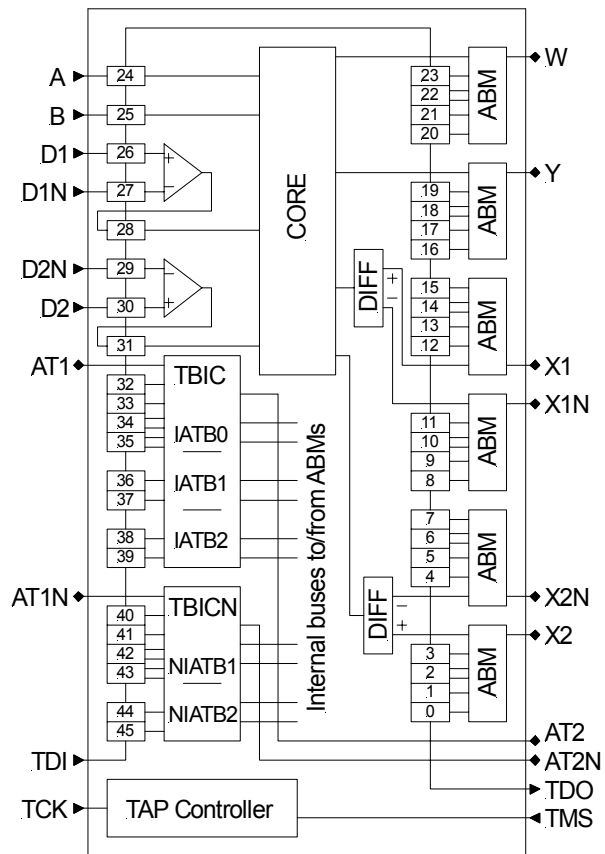 A
B
D1
D1N
D2N
D2
AT1
AT1N
TDI
TCK
24
25
26
27
28
29
30
31
32
33
34
35
36
37
38
39
40
41
42
43
44
45
+
−
−
+
CORE
TBIC
IATB0
IATB1
IATB2
TBICN
NIATB1
NIATB2
Internal buses to/from ABMs
TAP Controller
DIFF
+
−
DIFF
−
+
23
22
21
20
ABM
19
18
17
16
ABM
15
14
13
12
ABM
11
10
9
8
ABM
7
6
5
4
ABM
3
2
1
0
ABM
W
Y
X1
X1N
X2N
X2
AT2
AT2N
TDO
TMS